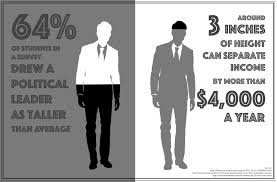 64%
OF STUDENTS IN
A SURVEY
DREW A
POLITICAL
LEADER
AS TALLER
THAN AVERAGE
AROUND
3 INCHES
OF HEIGHT
CAN SEPARATE
INCOME
BY MORE THAN
$4,000
A YEAR